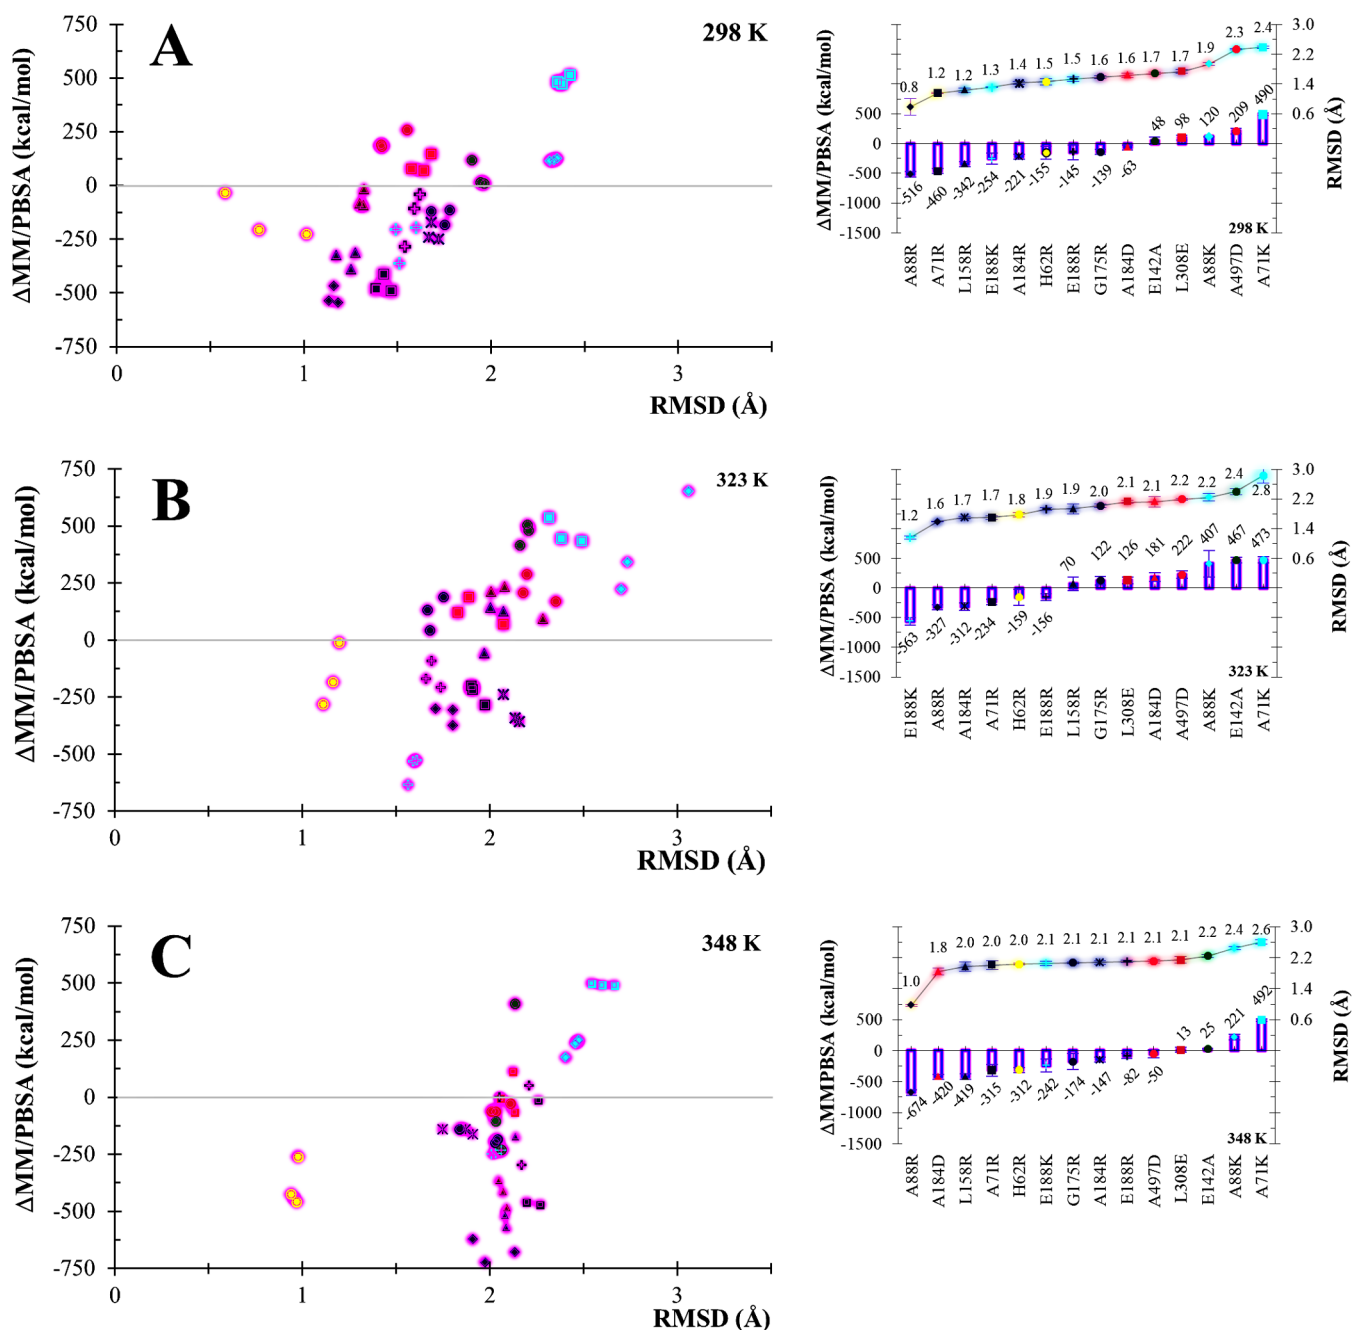 A
298 K
ΔMM/PBSA (kcal/mol)
750
500
250
0
-250
-500
-750
0 1 2 3
RMSD (Å)
0.8 1.2 1.2 1.3 1.4 1.5 1.5 1.6 1.6 1.7 1.7 1.9 2.3 2.4
3.0
2.2
1.4
0.6
RMSD (Å)
ΔMM/PBSA (kcal/mol)
500
0
-500
-1000
-1500
-516 -460 -342 -254 -221 -155 -145 -139 -63 48 98 120 209 490
298 K
A88R A71R L158R E188K A184R H62R E188R G175R A184D E142A L308E A88K A497D A71K
B
323 K
ΔMM/PBSA (kcal/mol)
750
500
250
0
-250
-500
-750
0 1 2 3
RMSD (Å)
1.2 1.6 1.7 1.7 1.8 1.9 1.9 2.0 2.1 2.1 2.2 2.2 2.4 2.8
3.0
2.2
1.4
0.6
RMSD (Å)
ΔMM/PBSA (kcal/mol)
500
0
-500
-1000
-1500
-563 -327 -312 -234 -159 -156 70 122 126 181 222 407 467 473
323 K
E188K A88R A184R A71R H62R E188R L158R G175R L308E A184D A497D A88K E142A A71K
C
348 K
ΔMM/PBSA (kcal/mol)
750
500
250
0
-250
-500
-750
0 1 2 3
RMSD (Å)
1.0 1.8 2.0 2.0 2.0 2.1 2.1 2.1 2.1 2.1 2.1 2.2 2.4 2.6
3.0
2.2
1.4
0.6
RMSD (Å)
ΔMMPBSA (kcal/mol)
500
0
-500
-1000
-1500
-674 -420 -419 -315 -312 -242 -174 -147 -82 -50 13 25 221 492
348 K
A88R A184D L158R A71R H62R E188K G175R A184R E188R A497D L308E E142A A88K A71K